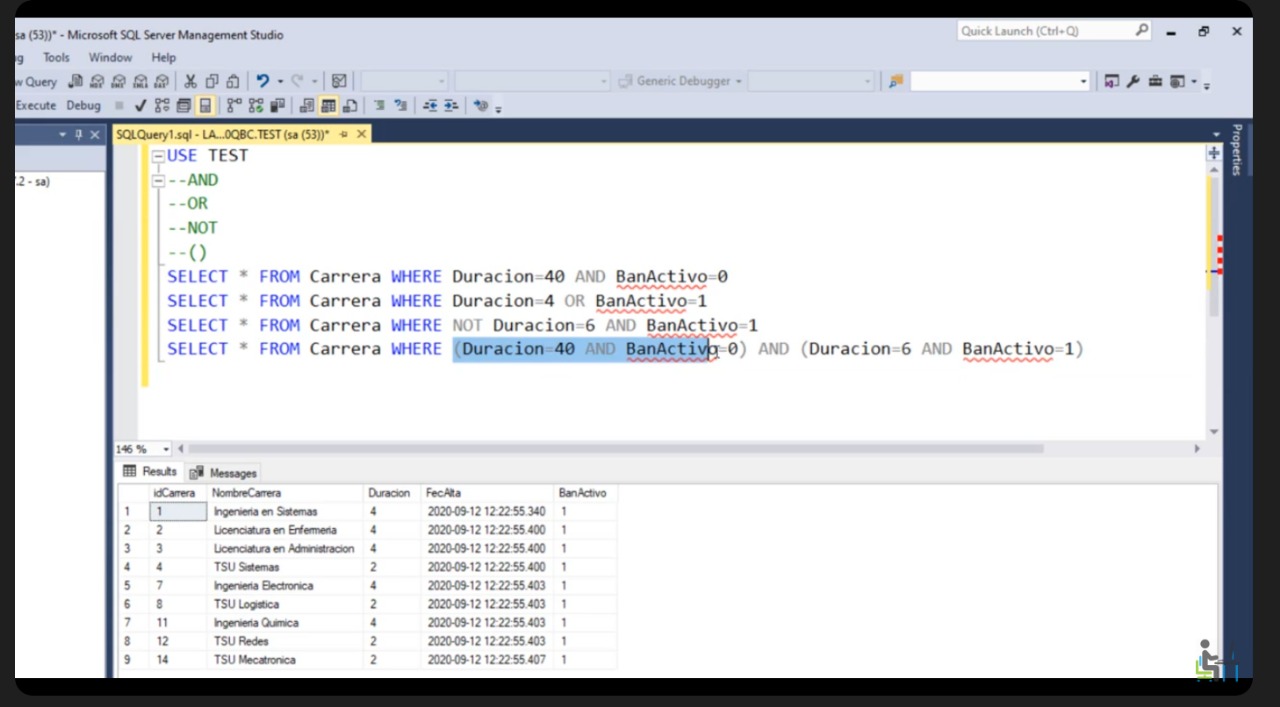 sa (53))* - Microsoft SQL Server Management Studio
Quick Launch (Ctrl+Q)
g Tools Window Help
w Query
Generic Debugger
Execute Debug
SQLQuery1.sql - LA...0QBC.TEST (sa (53))*
Properties
.2 - sa)
USE TEST
--AND
--OR
--NOT
--()
SELECT * FROM Carrera WHERE Duracion=40 AND BanActivo=0
SELECT * FROM Carrera WHERE Duracion=4 OR BanActivo=1
SELECT * FROM Carrera WHERE NOT Duracion=6 AND BanActivo=1
SELECT * FROM Carrera WHERE (Duracion=40 AND BanActivo=0) AND (Duracion=6 AND BanActivo=1)
146 %
Results Messages
idCarrera NombreCarrera Duracion FecAlta BanActivo
1 1 Ingenieria en Sistemas 4 2020-09-12 12:22:55.340 1
2 2 Licenciatura en Enfermeria 4 2020-09-12 12:22:55.400 1
3 3 Licenciatura en Administracion 4 2020-09-12 12:22:55.400 1
4 4 TSU Sistemas 2 2020-09-12 12:22:55.400 1
5 7 Ingenieria Electronica 4 2020-09-12 12:22:55.403 1
6 8 TSU Logistica 2 2020-09-12 12:22:55.403 1
7 11 Ingenieria Quimica 4 2020-09-12 12:22:55.403 1
8 12 TSU Redes 2 2020-09-12 12:22:55.403 1
9 14 TSU Mecatronica 2 2020-09-12 12:22:55.407 1